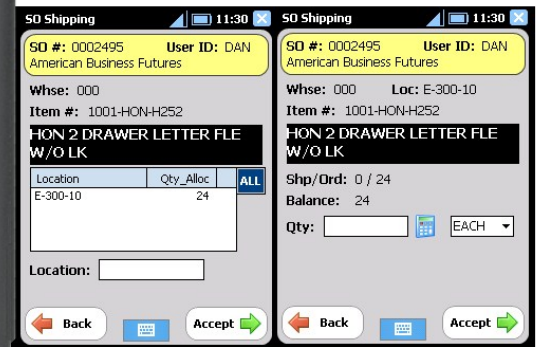 SO Shipping 11:30
SO #: 0002495 User ID: DAN
American Business Futures
Whse: 000
Item #: 1001-HON-H252
HON 2 DRAWER LETTER FLE
W/O LK
Location Qty_Alloc ALL
E-300-10 24
Location:
Back Accept
SO Shipping 11:30
SO #: 0002495 User ID: DAN
American Business Futures
Whse: 000 Loc: E-300-10
Item #: 1001-HON-H252
HON 2 DRAWER LETTER FLE
W/O LK
Shp/Ord: 0 / 24
Balance: 24
Qty: EACH
Back Accept